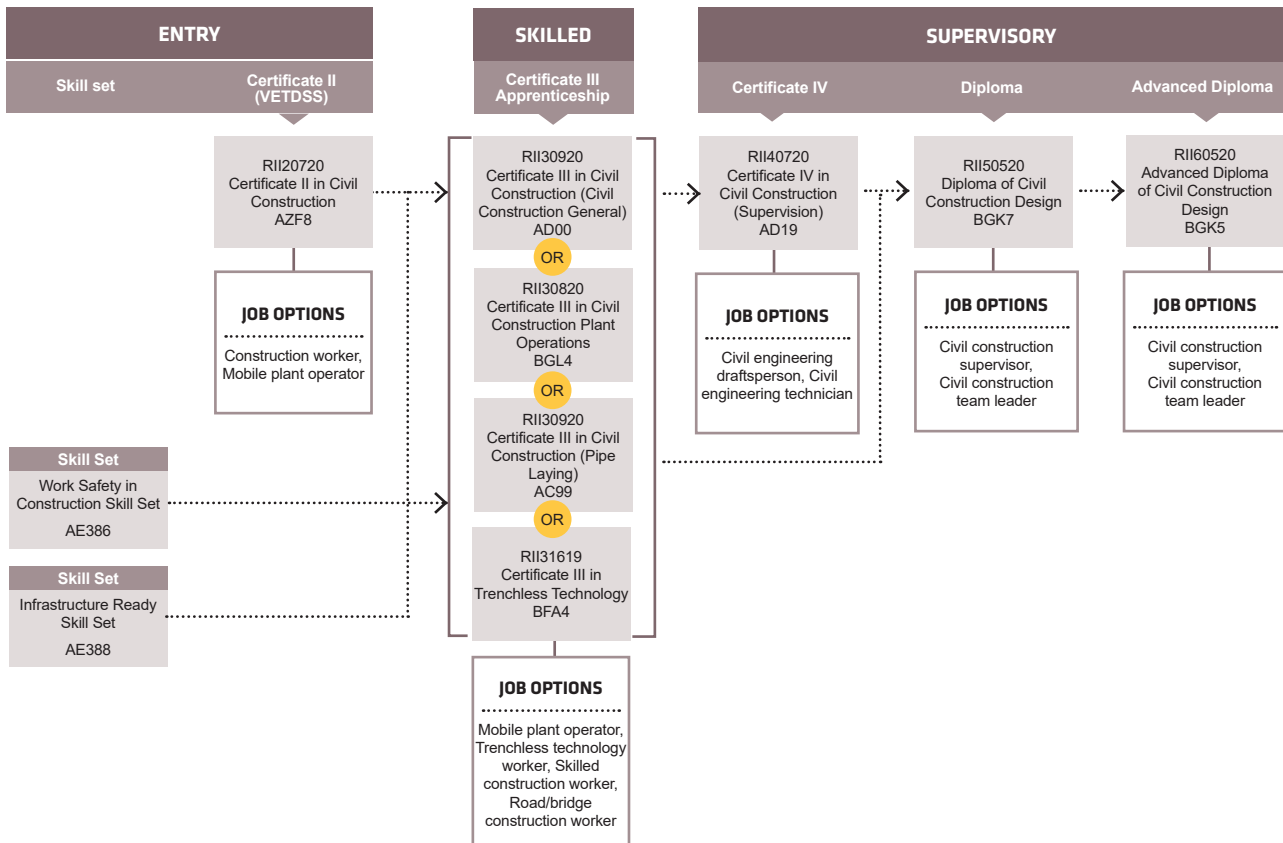 ENTRY
Skill set
Certificate II
(VETDSS)
RII20720
Certificate II in Civil
Construction
AZF8
JOB OPTIONS
Construction worker,
Mobile plant operator
Skill Set
Work Safety in
Construction Skill Set
AE386
Skill Set
Infrastructure Ready
Skill Set
AE388
SKILLED
Certificate III
Apprenticeship
RII30920
Certificate III in Civil
Construction (Civil
Construction General)
AD00
OR
RII30820
Certificate III in Civil
Construction Plant
Operations
BGL4
OR
RII30920
Certificate III in Civil
Construction (Pipe
Laying)
AC99
OR
RII31619
Certificate III in
Trenchless Technology
BFA4
JOB OPTIONS
Mobile plant operator,
Trenchless technology
worker, Skilled
construction worker,
Road/bridge
construction worker
SUPERVISORY
Certificate IV
RII40720
Certificate IV in
Civil Construction
(Supervision)
AD19
JOB OPTIONS
Civil engineering
draftsperson, Civil
engineering technician
Diploma
RII50520
Diploma of Civil
Construction Design
BGK7
JOB OPTIONS
Civil construction
supervisor,
Civil construction
team leader
Advanced Diploma
RII60520
Advanced Diploma
of Civil Construction
Design
BGK5
JOB OPTIONS
Civil construction
supervisor,
Civil construction
team leader